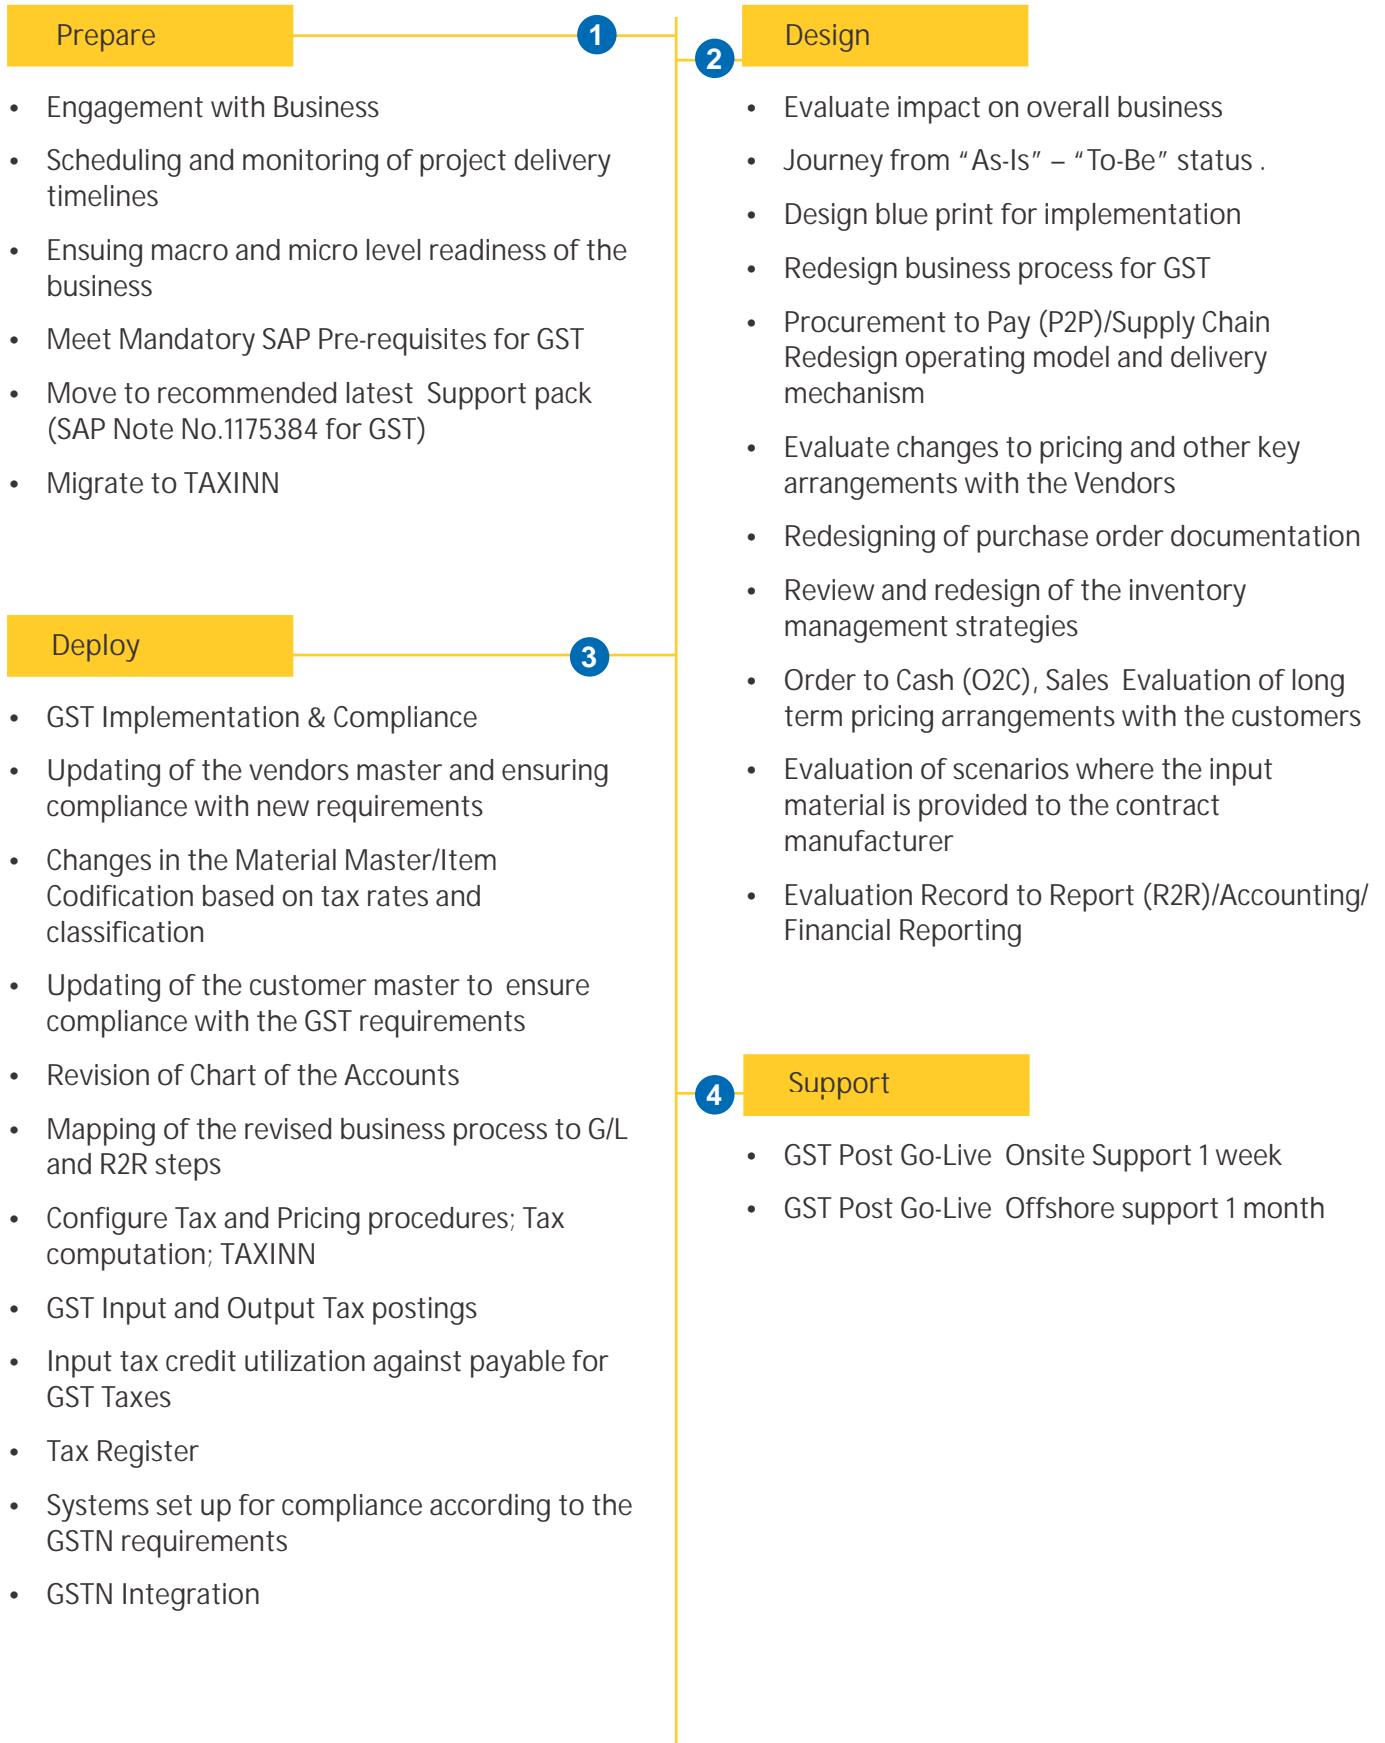 Prepare
1
• Engagement with Business
• Scheduling and monitoring of project delivery
timelines
• Ensuing macro and micro level readiness of the
business
• Meet Mandatory SAP Pre-requisites for GST
• Move to recommended latest Support pack
(SAP Note No.1175384 for GST)
• Migrate to TAXINN
2
Design
• Evaluate impact on overall business
• Journey from “As-Is” – “To-Be” status .
• Design blue print for implementation
• Redesign business process for GST
• Procurement to Pay (P2P)/Supply Chain
Redesign operating model and delivery
mechanism
• Evaluate changes to pricing and other key
arrangements with the Vendors
• Redesigning of purchase order documentation
• Review and redesign of the inventory
management strategies
• Order to Cash (O2C), Sales Evaluation of long
term pricing arrangements with the customers
• Evaluation of scenarios where the input
material is provided to the contract
manufacturer
• Evaluation Record to Report (R2R)/Accounting/
Financial Reporting
Deploy
3
• GST Implementation & Compliance
• Updating of the vendors master and ensuring
compliance with new requirements
• Changes in the Material Master/Item
Codification based on tax rates and
classification
• Updating of the customer master to ensure
compliance with the GST requirements
• Revision of Chart of the Accounts
• Mapping of the revised business process to G/L
and R2R steps
• Configure Tax and Pricing procedures; Tax
computation; TAXINN
• GST Input and Output Tax postings
• Input tax credit utilization against payable for
GST Taxes
• Tax Register
• Systems set up for compliance according to the
GSTN requirements
• GSTN Integration
4
Support
• GST Post Go-Live Onsite Support 1 week
• GST Post Go-Live Offshore support 1 month